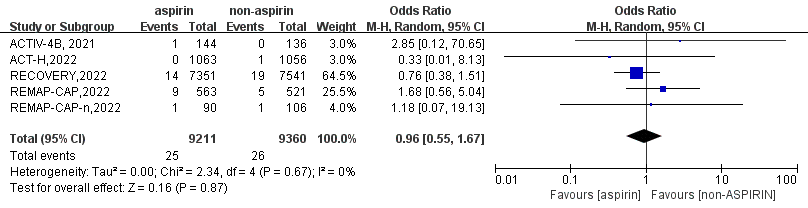 aspirin non-aspirin Odds Ratio Odds Ratio
Study or Subgroup Events Total Events Total Weight M-H, Random, 95% CI M-H, Random, 95% CI
ACTIV-4B, 2021 1 144 0 136 3.0% 2.85 [0.12, 70.65]
ACT-H,2022 0 1063 1 1056 3.0% 0.33 [0.01, 8.13]
RECOVERY,2022 14 7351 19 7541 64.5% 0.76 [0.38, 1.51]
REMAP-CAP,2022 9 563 5 521 25.5% 1.68 [0.56, 5.04]
REMAP-CAP-n,2022 1 90 1 106 4.0% 1.18 [0.07, 19.13]
Total (95% CI) 9211 9360 100.0% 0.96 [0.55, 1.67]
Total events 25 26
Heterogeneity: Tau² = 0.00; Chi² = 2.34, df = 4 (P = 0.67); I² = 0%
Test for overall effect: Z = 0.16 (P = 0.87)
0.01 0.1 1 10 100
Favours [aspirin] Favours [non-ASPIRIN]